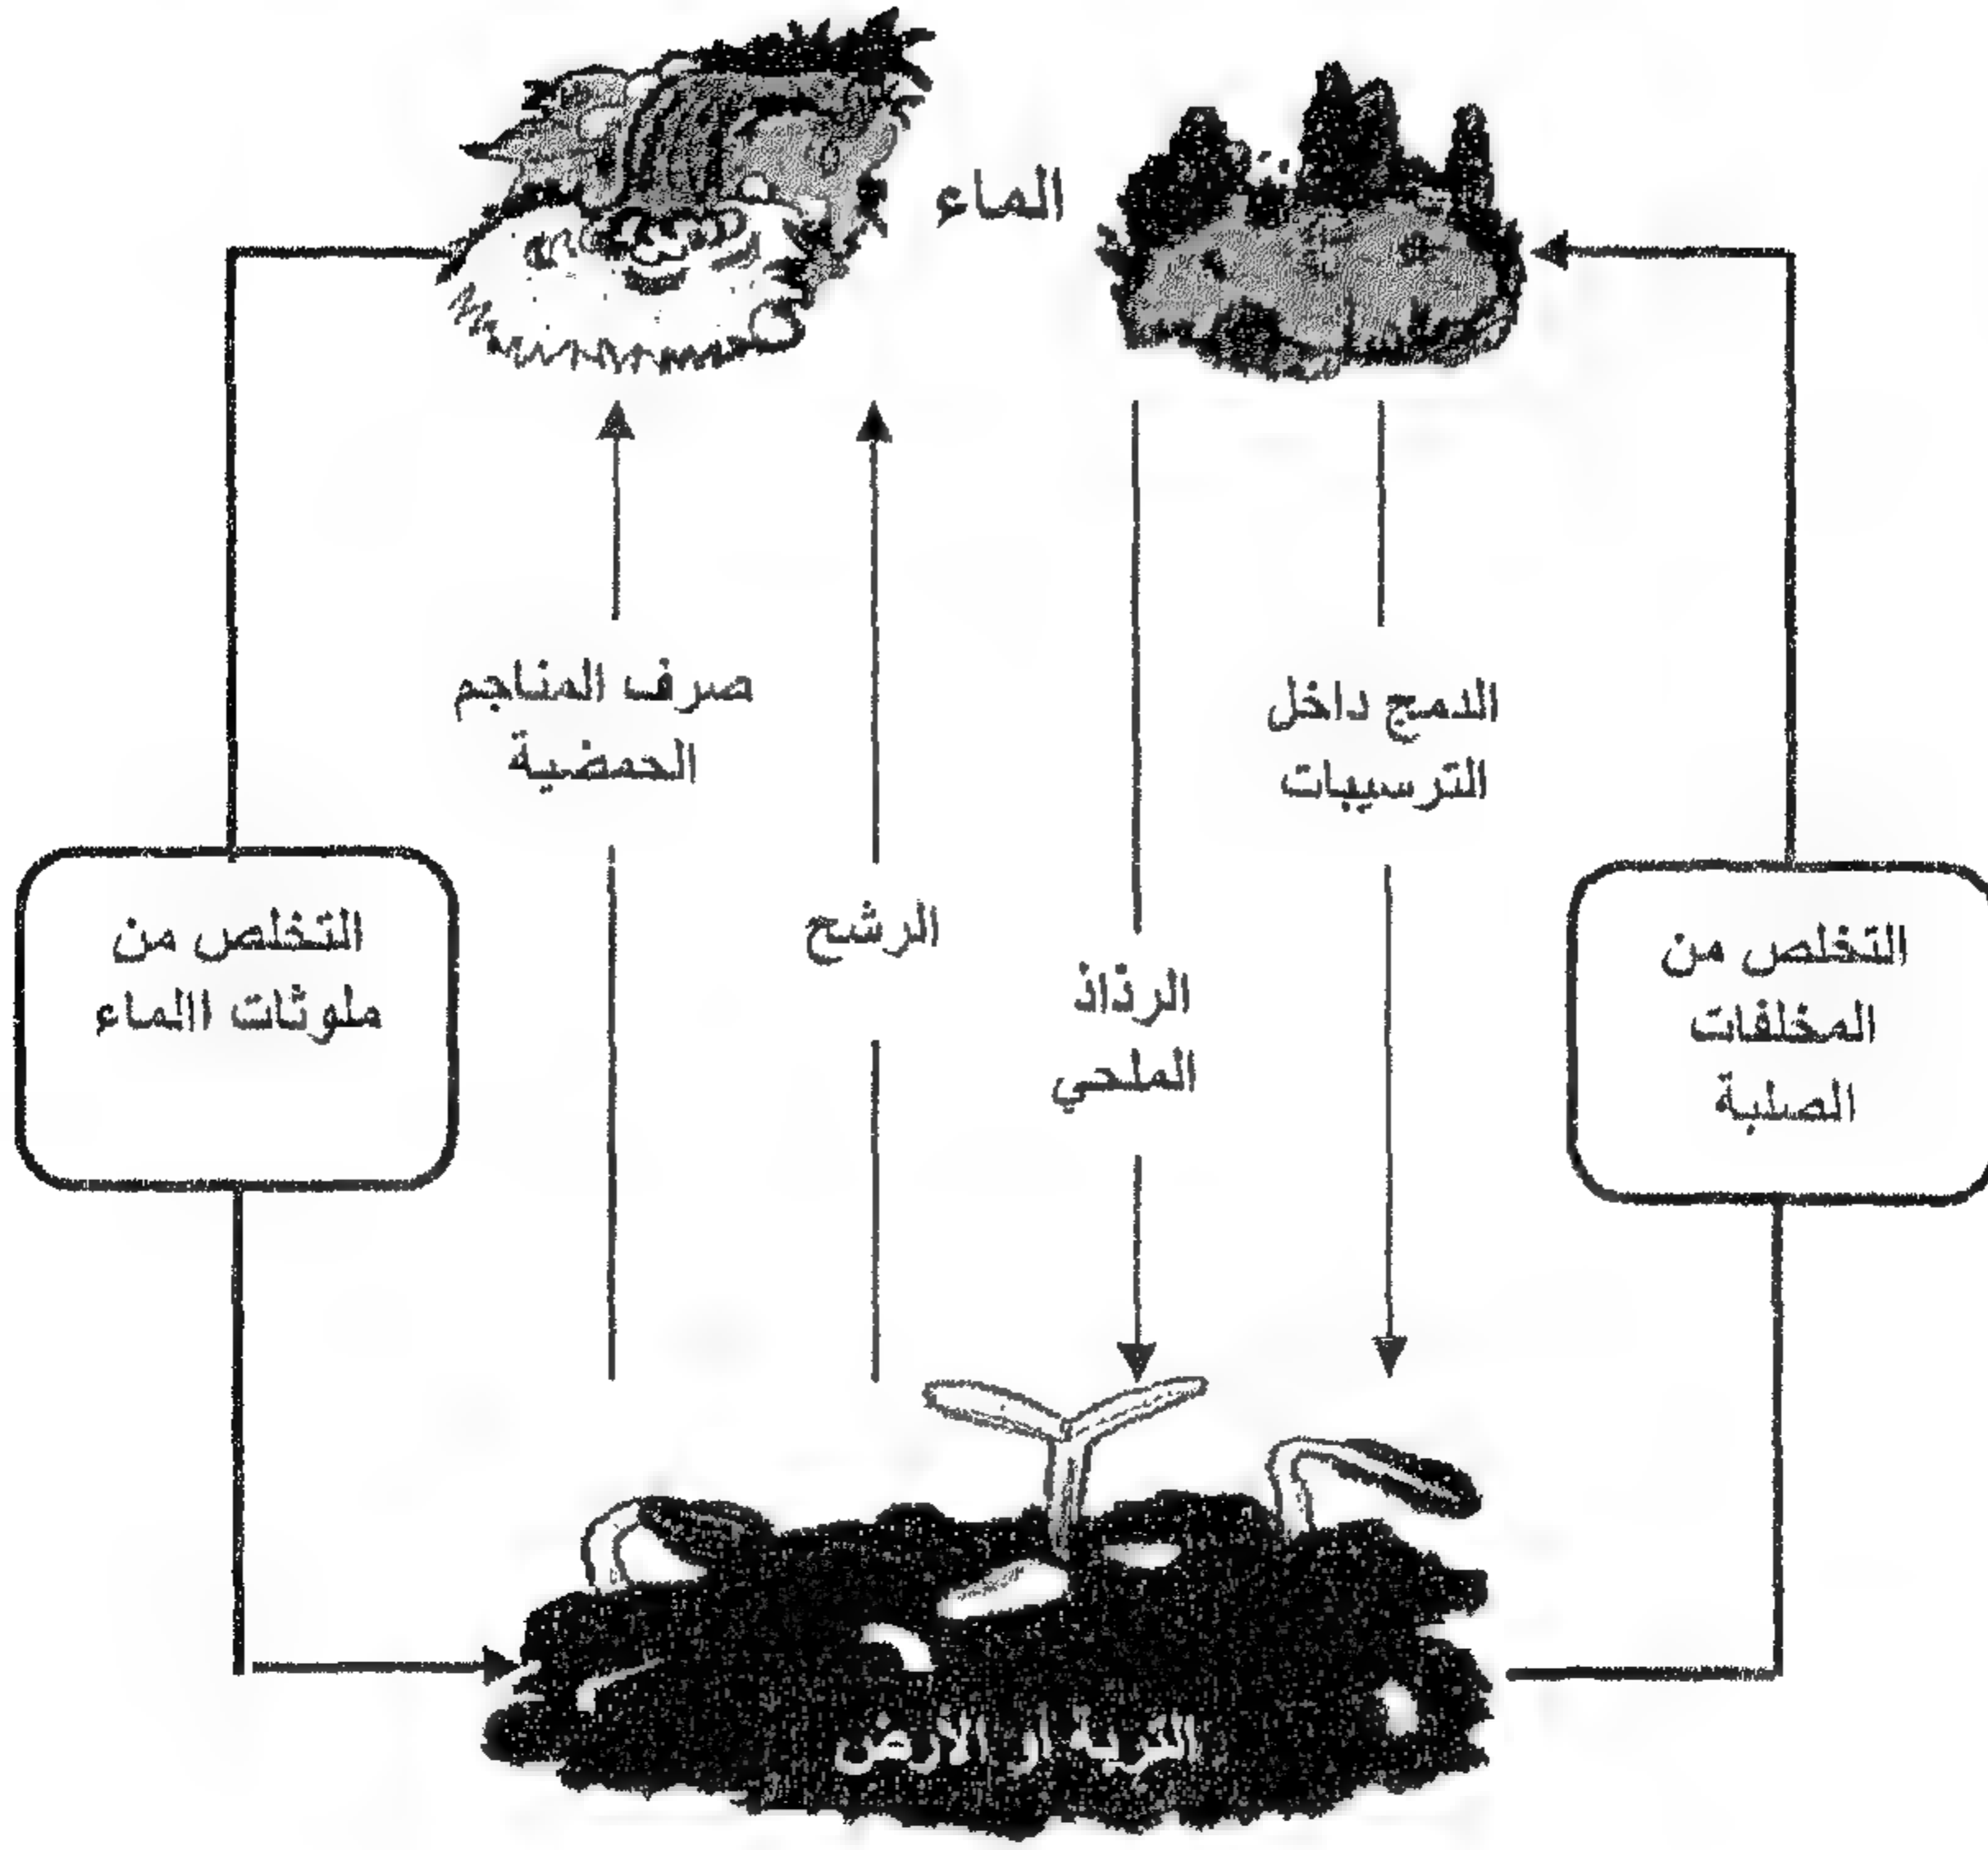 الماء
صرف المناجم
الحمضية
الدمج داخل
الترسيبات
التخلص من
ملوثات االماء
الرشح
الرذاذ
الملحي
التخلص من
المخلفات
الصلبة
التربة أو الأرض